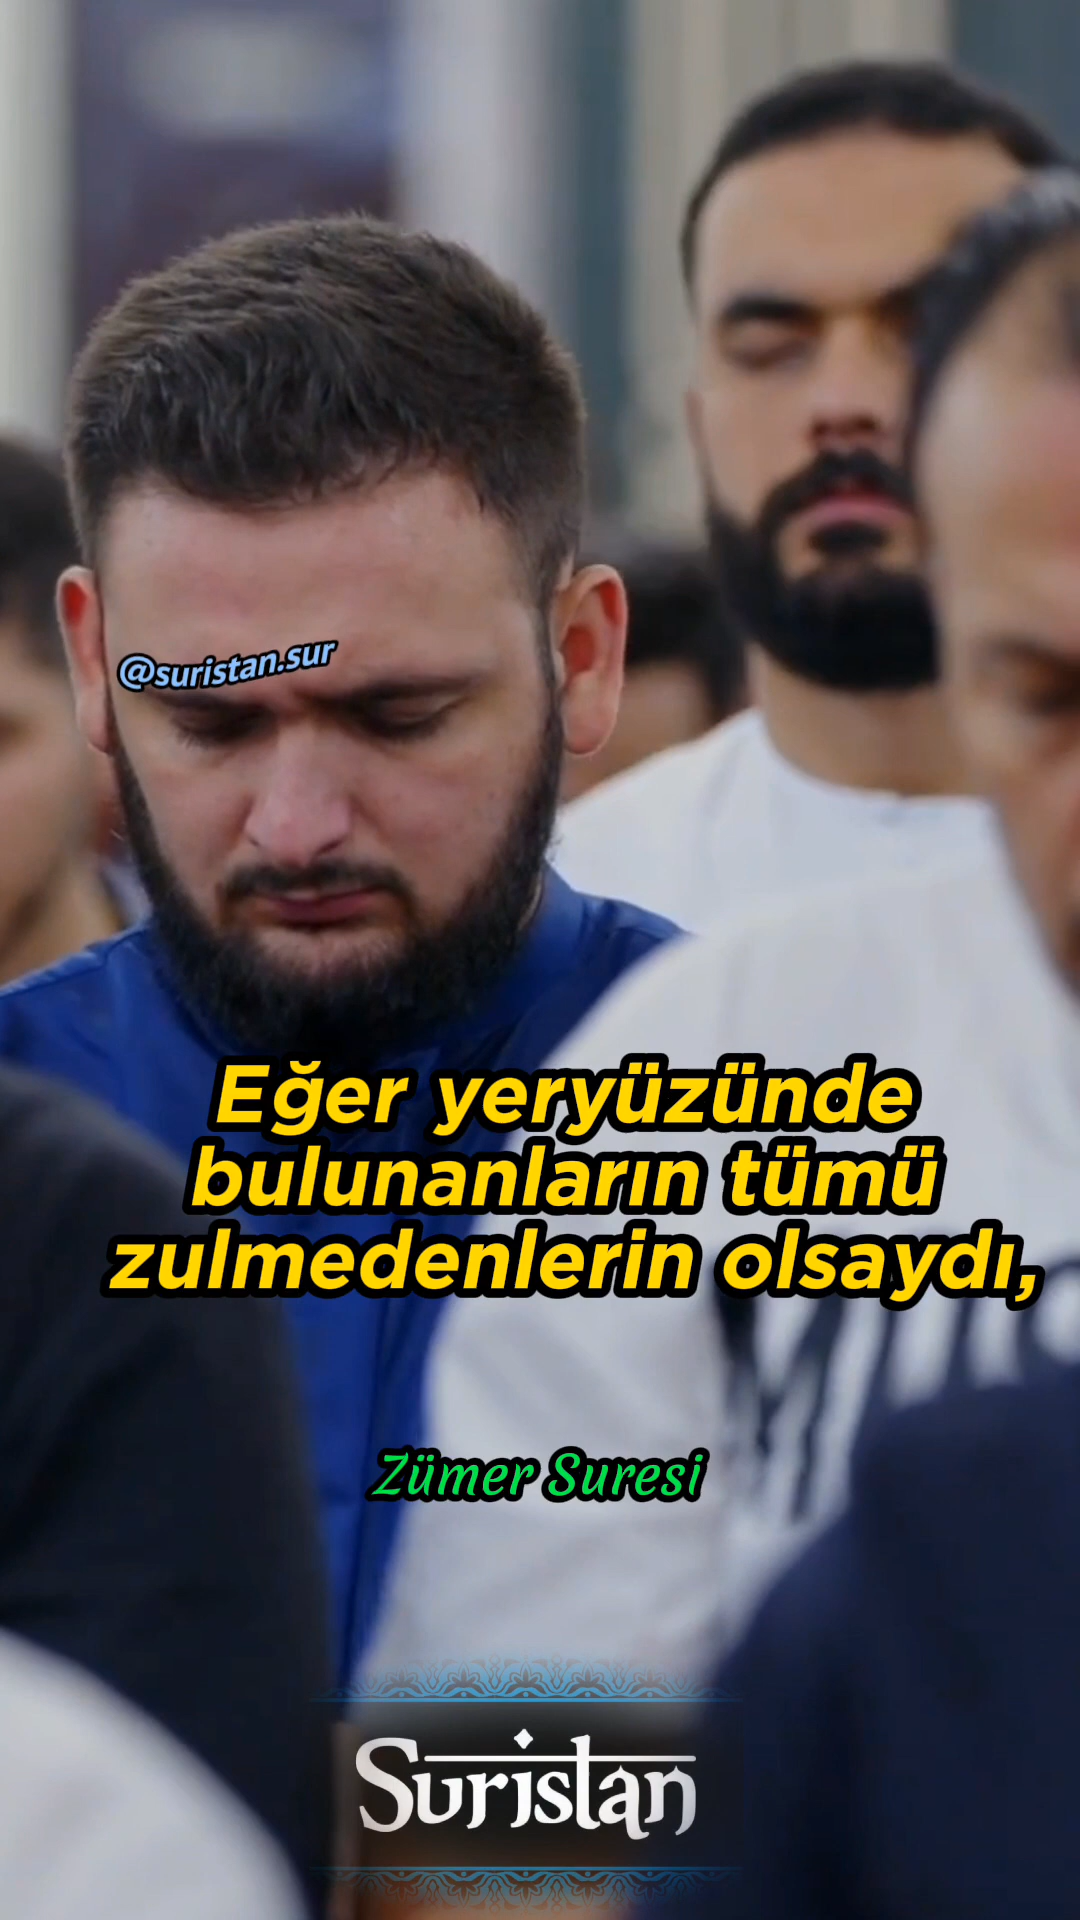 @suristan.sur
Eğer yeryüzünde
bulunanların tümü
zulmedenlerin olsaydı,
Zümer Suresi
Suristan